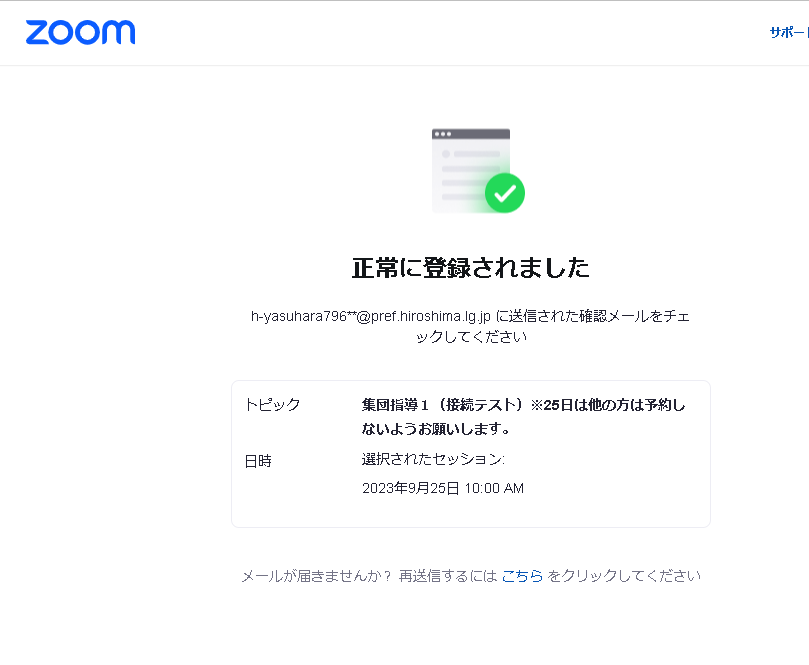 zoom
サポート
正常に登録されました
h-yasuhara796**@pref.hiroshima.lg.jp に送信された確認メールをチェ
ックしてください
トピック
集団指導１（接続テスト）※25日は他の方は予約し
ないようお願いします。
日時
選択されたセッション:
2023年9月25日 10:00 AM
メールが届きませんか? 再送信するには こちら をクリックしてください